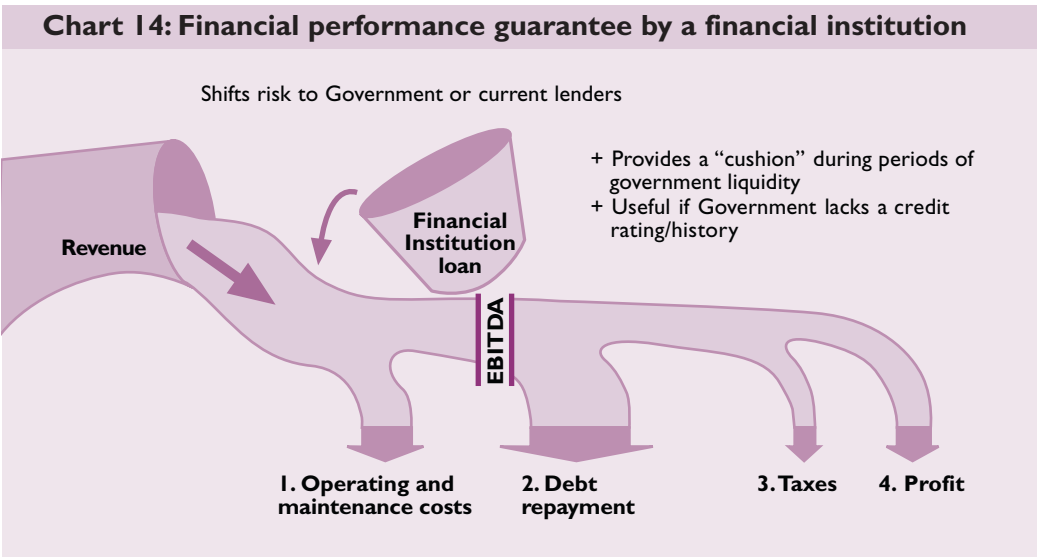 Chart 14: Financial performance guarantee by a financial institution
Shifts risk to Government or current lenders
+ Provides a “cushion” during periods of
government liquidity
+ Useful if Government lacks a credit
rating/history
Revenue
Financial
Institution
loan
EBITDA
1. Operating and
maintenance costs
2. Debt
repayment
3. Taxes
4. Profit